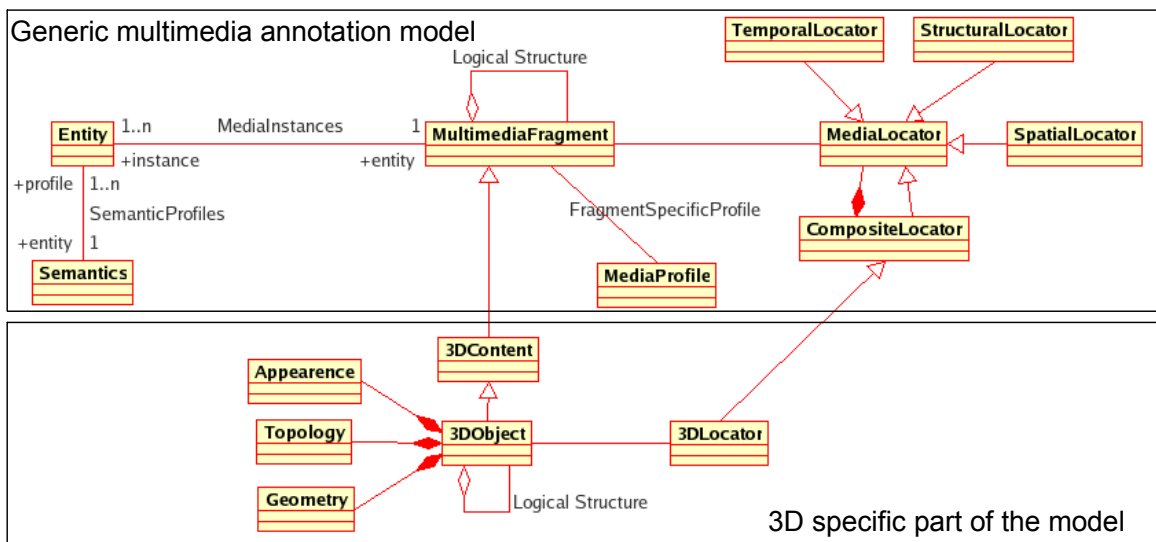 Generic multimedia annotation model
TemporalLocator
StructuralLocator
Logical Structure
Entity
1..n
MediaInstances
1
MultimediaFragment
MediaLocator
SpatialLocator
+instance
+entity
+profile
1..n
SemanticProfiles
FragmentSpecificProfile
CompositeLocator
+entity
1
Semantics
MediaProfile
3DContent
Appearence
3DObject
3DLocator
Topology
Geometry
Logical Structure
3D specific part of the model